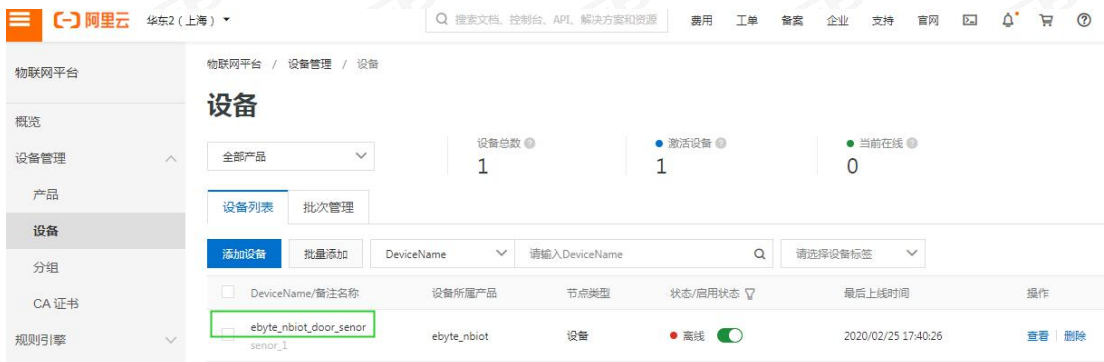 阿里云 华东2（上海） 搜索文档、控制台、API、解决方案和资源 费用 工单 备案 企业 支持 官网
物联网平台
物联网平台 / 设备管理 / 设备
设备
概览
设备管理
产品
设备
分组
CA 证书
规则引擎
全部产品
设备总数
1
激活设备
1
当前在线
0
设备列表 批次管理
添加设备 批量添加 DeviceName 请输入DeviceName 请选择设备标签
DeviceName/备注名称 设备所属产品 节点类型 状态/启用状态 最后上线时间 操作
ebyte_nbiot_door_senor ebyte_nbiot 设备 离线 2020/02/25 17:40:26 查看 删除
senor_1